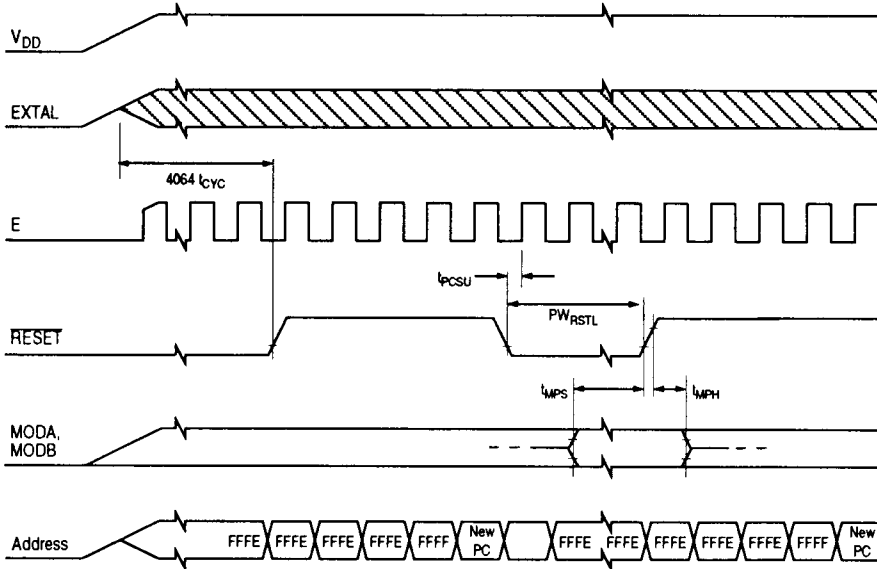 VDD
EXTAL
4064 tCYC
E
tPCSU
RESET
PWRSTL
tMPS
tMPH
MODA,
MODB
Address
FFFE FFFE FFFE FFFE FFFF New PC FFFE FFFE FFFE FFFE FFFE FFFF New PC